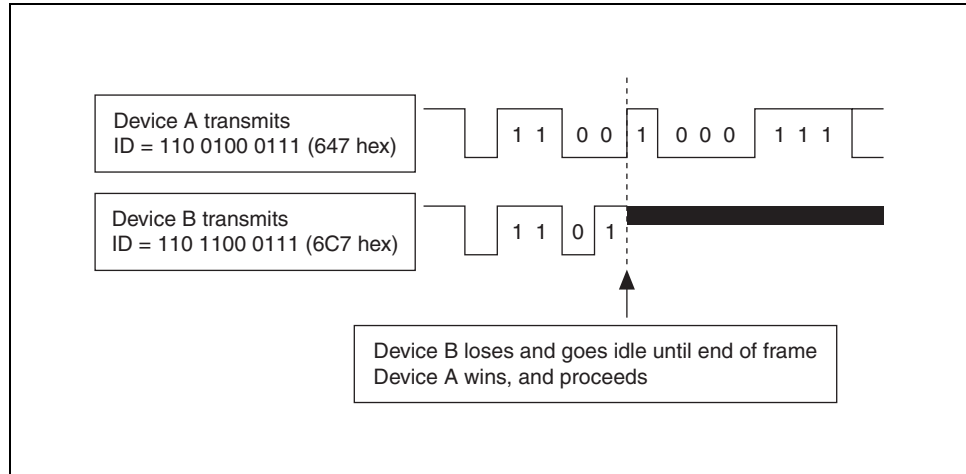 Device A transmits
ID = 110 0100 0111 (647 hex)
1 1 0 0 1 0 0 0 1 1 1
Device B transmits
ID = 110 1100 0111 (6C7 hex)
1 1 0 1
Device B loses and goes idle until end of frame
Device A wins, and proceeds